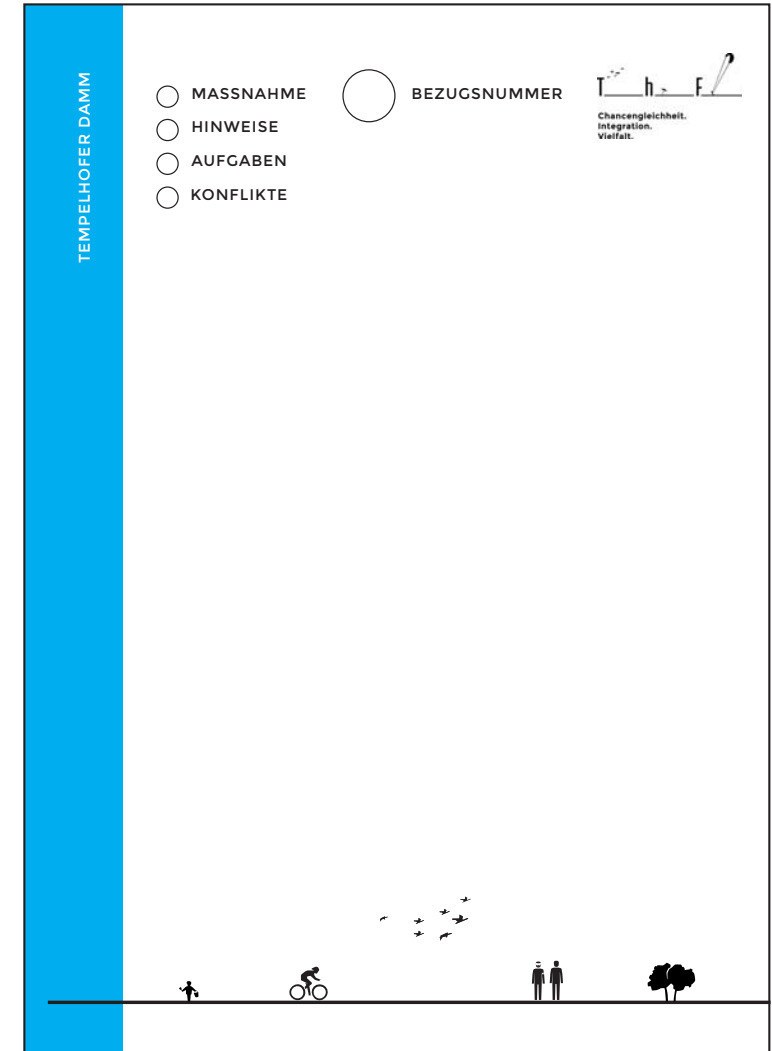 TEMPELHOFER DAMM
MASSNAHME
HINWEISE
AUFGABEN
KONFLIKTE
BEZUGSNUMMER
T h F
Chancengleichheit.
Integration.
Vielfalt.